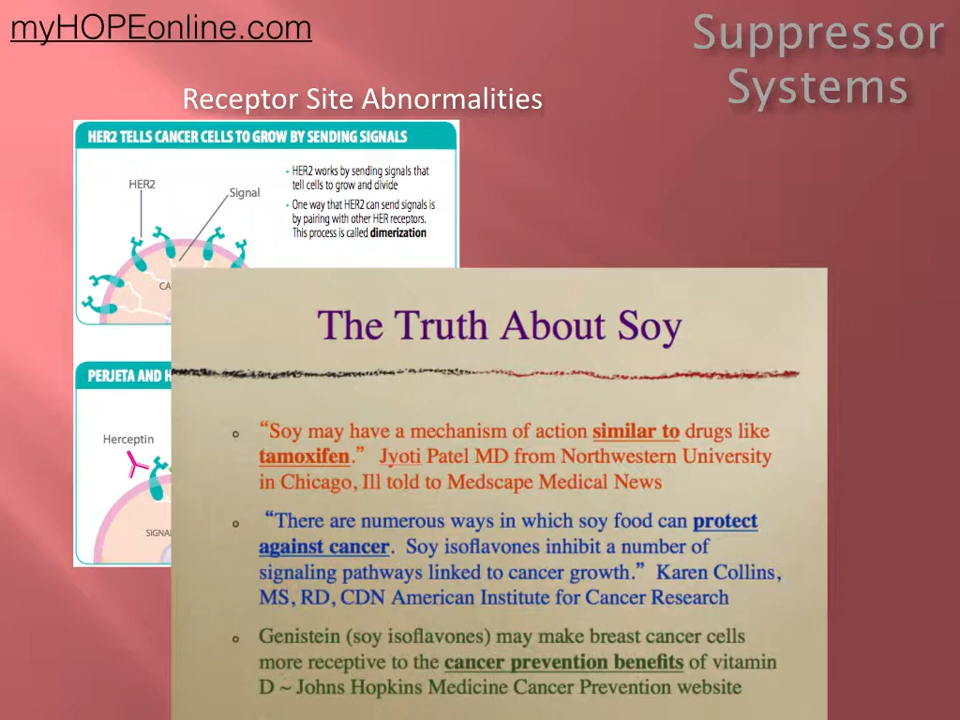 myHOPEonline.com
Suppressor
Systems
Receptor Site Abnormalities
HER2 TELLS CANCER CELLS TO GROW BY SENDING SIGNALS
HER2
Signal
• HER2 works by sending signals that
tell cells to grow and divide
• One way that HER2 can send signals is
by pairing with other HER receptors.
This process is called dimerization
CA
PERJETA AND H
Herceptin
SIGNA
The Truth About Soy
“Soy may have a mechanism of action similar to drugs like
tamoxifen.” Jyoti Patel MD from Northwestern University
in Chicago, Ill told to Medscape Medical News
“There are numerous ways in which soy food can protect
against cancer. Soy isoflavones inhibit a number of
signaling pathways linked to cancer growth.” Karen Collins,
MS, RD, CDN American Institute for Cancer Research
Genistein (soy isoflavones) may make breast cancer cells
more receptive to the cancer prevention benefits of vitamin
D ~ Johns Hopkins Medicine Cancer Prevention website